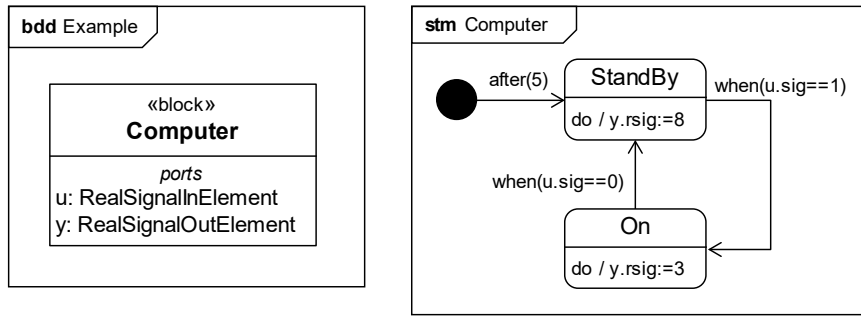 bdd Example
«block»
Computer
ports
u: RealSignalInElement
y: RealSignalOutElement
stm Computer
after(5)
StandBy
do / y.rsig:=8
when(u.sig==1)
when(u.sig==0)
On
do / y.rsig:=3